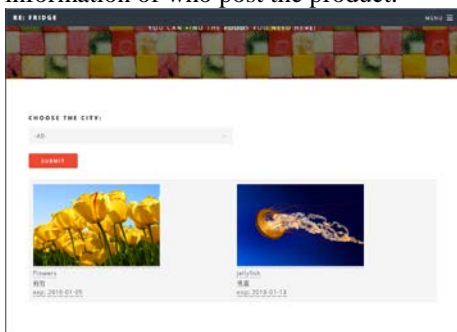 information of who post the product.
RE: FRIDGE
MENU
YOU CAN FIND THE FOODS YOU NEED HERE!
CHOOSE THE CITY:
-All-
SUBMIT
Flowers
exp: 2018-01-09
jellyfish
exp: 2018-01-13